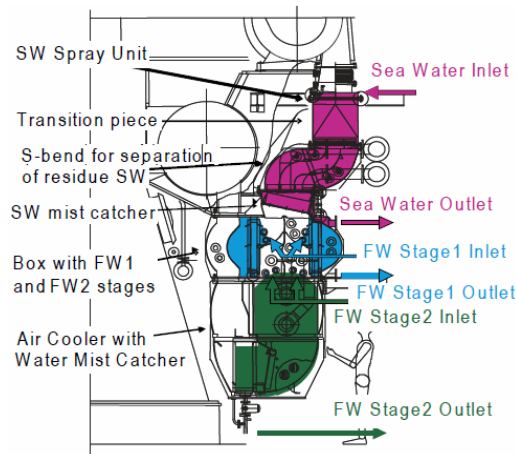 SW Spray Unit
Sea Water Inlet
Transition piece
S-bend for separation
of residue SW
SW mist catcher
Sea Water Outlet
FW Stage1 Inlet
Box with FW1
and FW2 stages
FW Stage1 Outlet
FW Stage2 Inlet
Air Cooler with
Water Mist Catcher
FW Stage2 Outlet